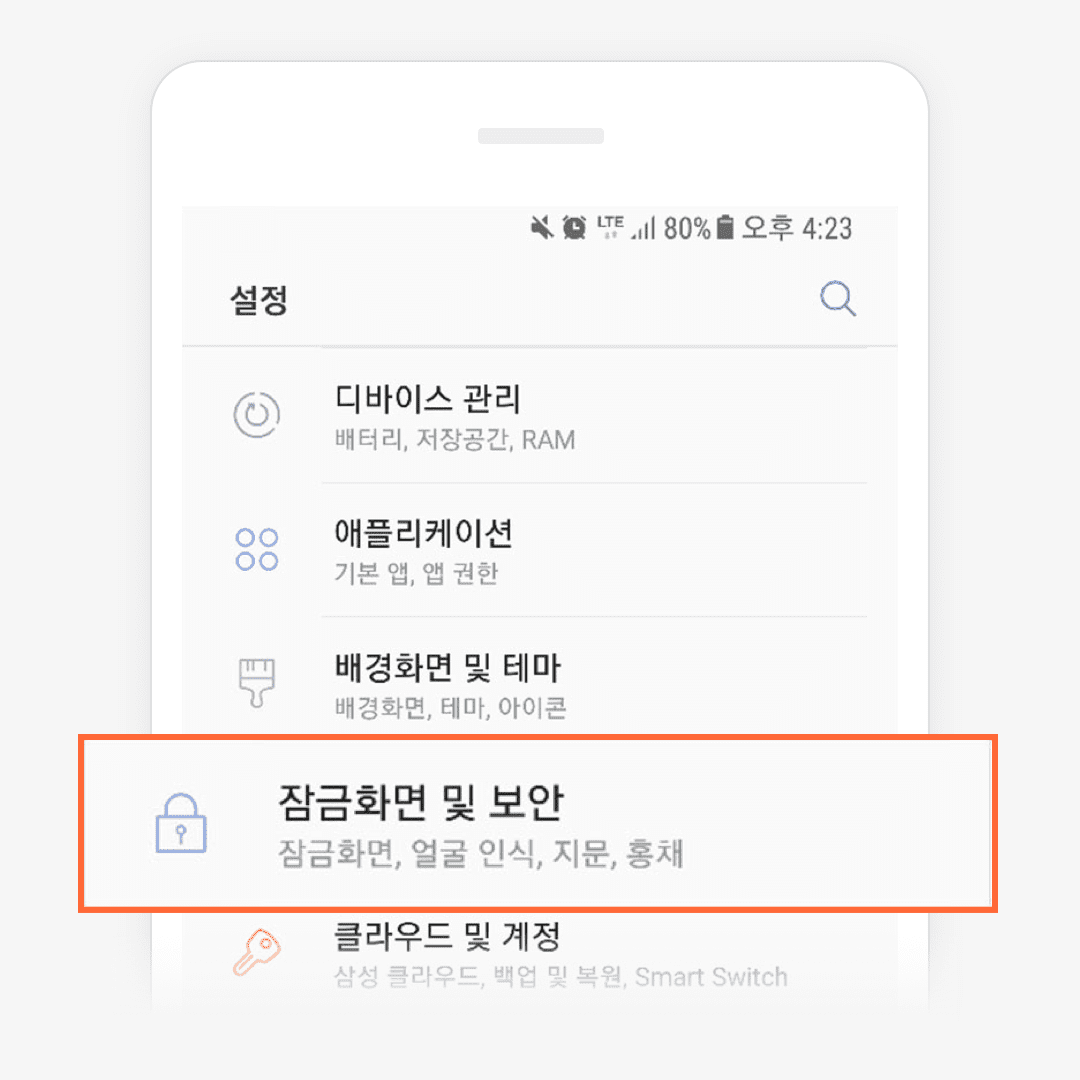 LTE 80% 오후 4:23
설정
디바이스 관리
배터리, 저장공간, RAM
애플리케이션
기본 앱, 앱 권한
배경화면 및 테마
배경화면, 테마, 아이콘
잠금화면 및 보안
잠금화면, 얼굴 인식, 지문, 홍채
클라우드 및 계정
삼성 클라우드, 백업 및 복원, Smart Switch